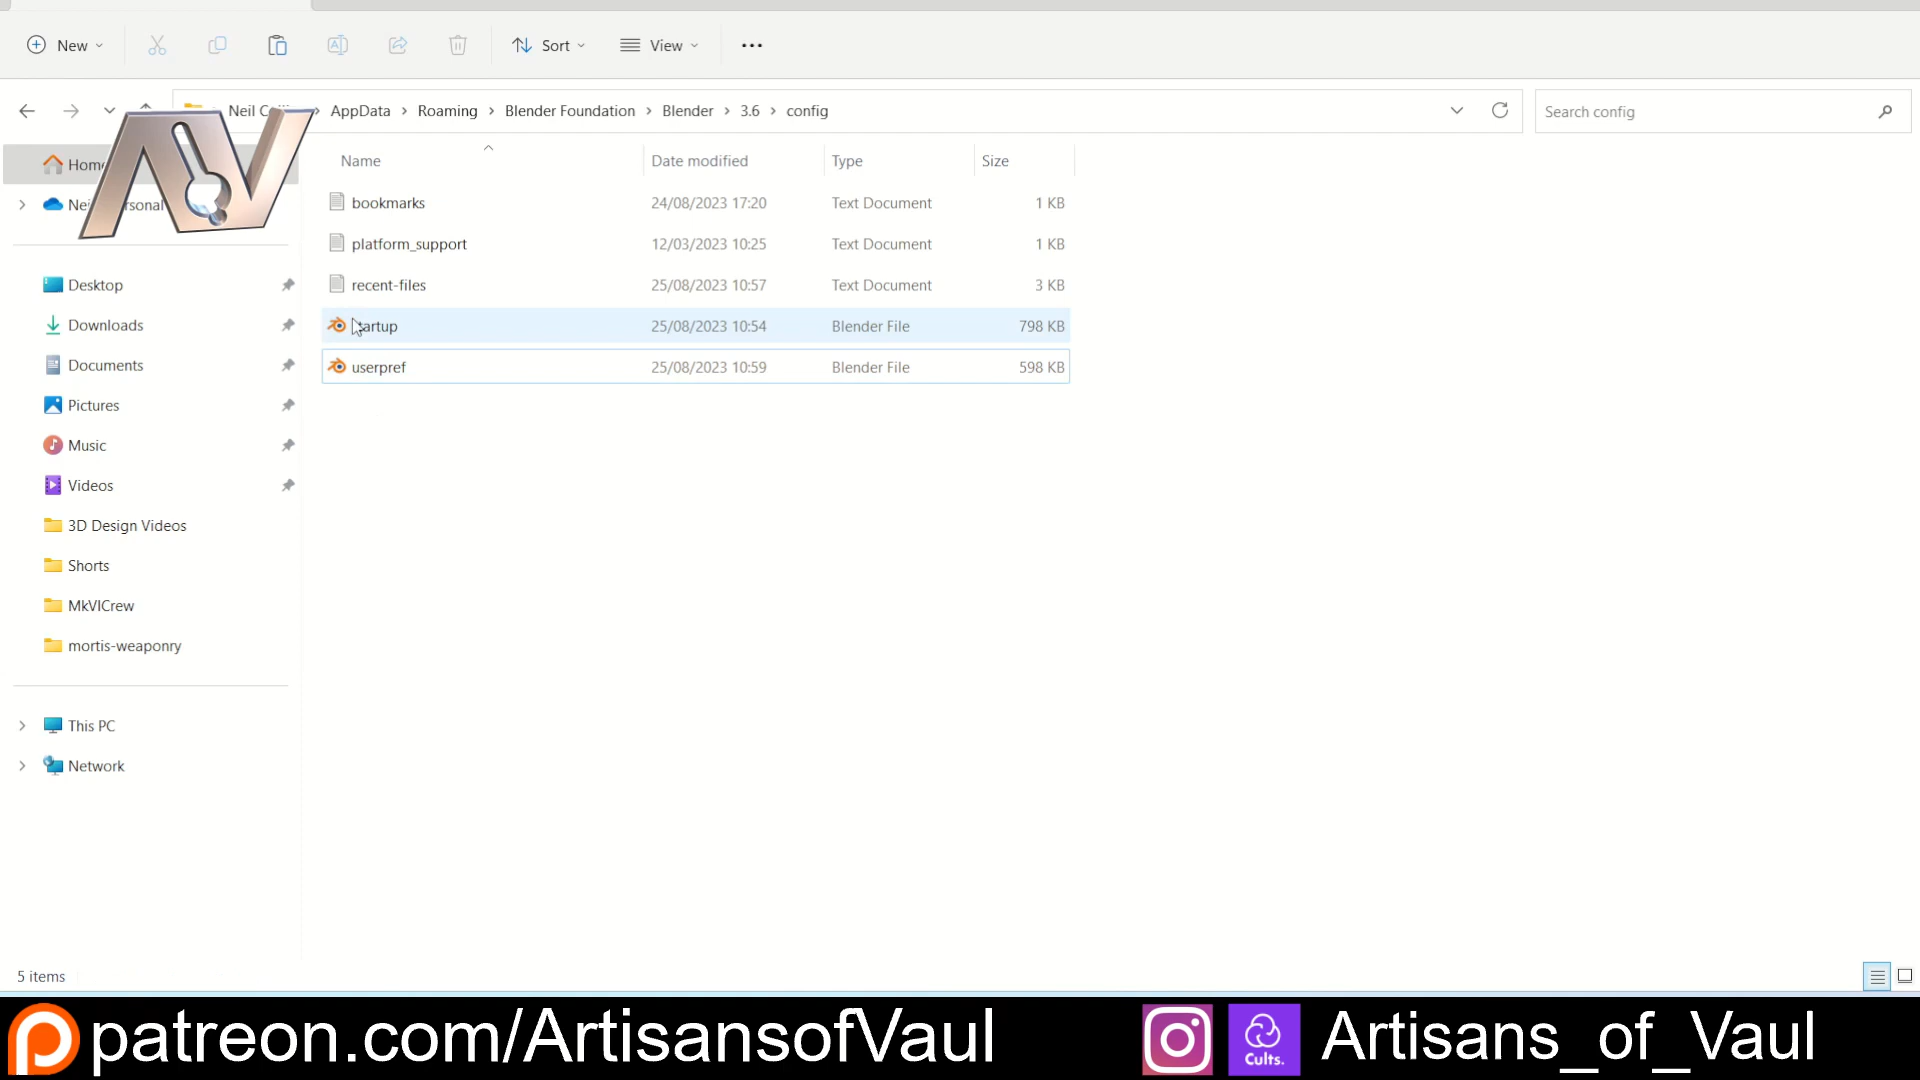 New Sort View
Neil AppData Roaming Blender Foundation Blender 3.6 config Search config
Name Date modified Type Size
bookmarks 24/08/2023 17:20 Text Document 1 KB
platform_support 12/03/2023 10:25 Text Document 1 KB
recent-files 25/08/2023 10:57 Text Document 3 KB
startup 25/08/2023 10:54 Blender File 798 KB
userpref 25/08/2023 10:59 Blender File 598 KB
Home
Desktop
Downloads
Documents
Pictures
Music
Videos
3D Design Videos
Shorts
MkVICrew
mortis-weaponry
This PC
Network
5 items
patreon.com/ArtisansofVaul
Cults.
Artisans_of_Vaul